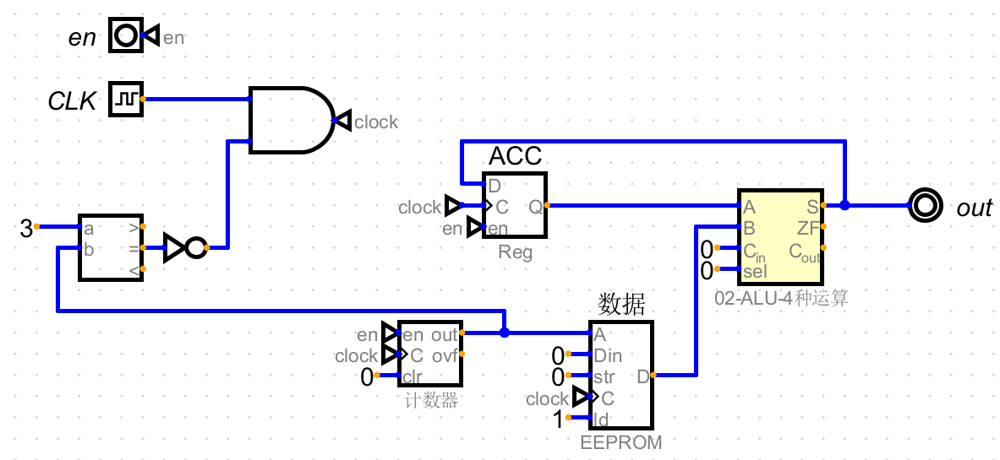 en en
CLK
clock
3 a >
b =
<
ACC
D
clock C Q
en en
Reg
A S
B ZF
0 Cin Cout
0 sel
02-ALU-4种运算
out
en en out
clock C ovf
0 clr
计数器
数据
A
0 Din
0 str D
clock C
1 ld
EEPROM